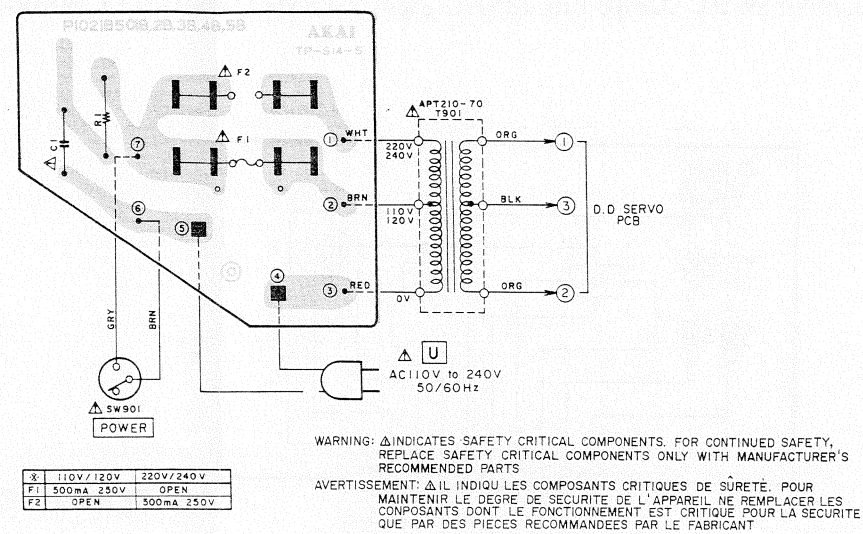 P1021B501B,2B,3B,4B,5B
AKAI
TP-S14-5
F2
F1
C1
R1
7
6
5
4
1 WHT
2 BRN
3 RED
GRY
BRN
APT210-70
T901
220V
240V
110V
120V
0V
ORG
BLK
ORG
1
3
2
D.D SERVO
PCB
SW901
POWER
U
AC110V to 240V
50/60Hz
※ 110V/120V 220V/240V
F1 500mA 250V OPEN
F2 OPEN 500mA 250V
WARNING: ⚠INDICATES SAFETY CRITICAL COMPONENTS. FOR CONTINUED SAFETY,
REPLACE SAFETY CRITICAL COMPONENTS ONLY WITH MANUFACTURER'S
RECOMMENDED PARTS
AVERTISSEMENT: ⚠IL INDIQU LES COMPOSANTS CRITIQUES DE SÛRETÉ. POUR
MAINTENIR LE DEGRE DE SECURITE DE L'APPAREIL NE REMPLACER LES
CONPOSANTS DONT LE FONCTIONNEMENT EST CRITIQUE POUR LA SECURITE
QUE PAR DES PIECES RECOMMANDEES PAR LE FABRICANT